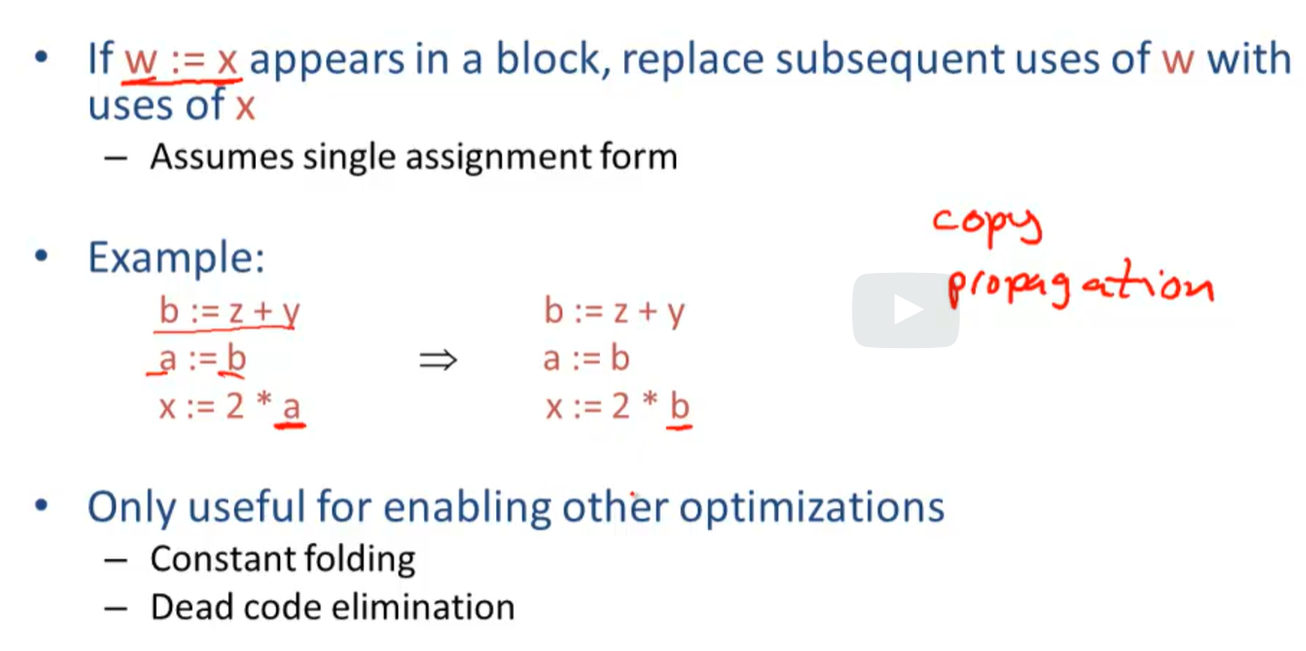 • If w := x appears in a block, replace subsequent uses of w with
uses of x
– Assumes single assignment form
copy
propagation
• Example:
b := z + y
a := b
x := 2 * a
⇒
b := z + y
a := b
x := 2 * b
• Only useful for enabling other optimizations
– Constant folding
– Dead code elimination